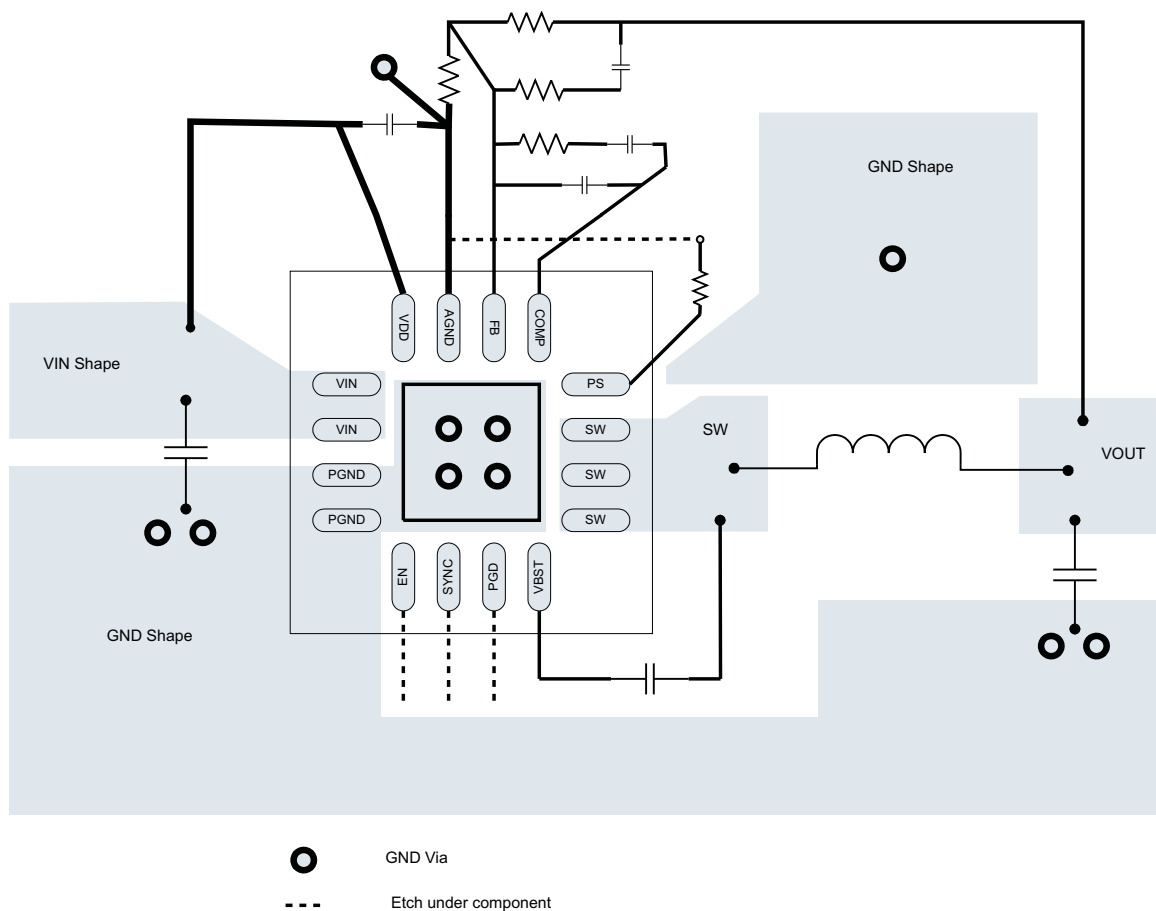 GND Shape
VDD
AGND
FB
COMP
VIN Shape
VIN
PS
VIN
SW
SW
VOUT
PGND
SW
PGND
SW
EN
SYNC
PGD
VBST
GND Shape
GND Via
Etch under component